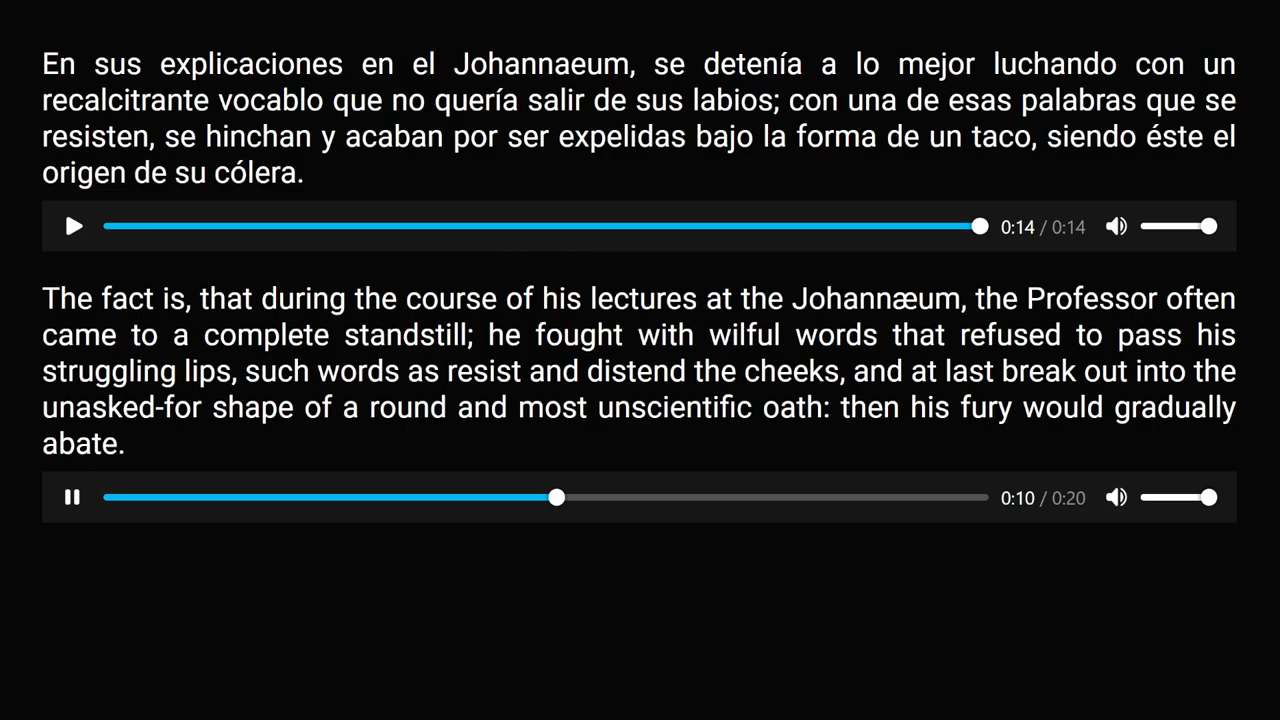 En sus explicaciones en el Johannaeum, se detenía a lo mejor luchando con un
recalcitrante vocablo que no quería salir de sus labios; con una de esas palabras que se
resisten, se hinchan y acaban por ser expelidas bajo la forma de un taco, siendo éste el
origen de su cólera.
0:14 / 0:14
The fact is, that during the course of his lectures at the Johannæum, the Professor often
came to a complete standstill; he fought with wilful words that refused to pass his
struggling lips, such words as resist and distend the cheeks, and at last break out into the
unasked-for shape of a round and most unscientific oath: then his fury would gradually
abate.
0:10 / 0:20